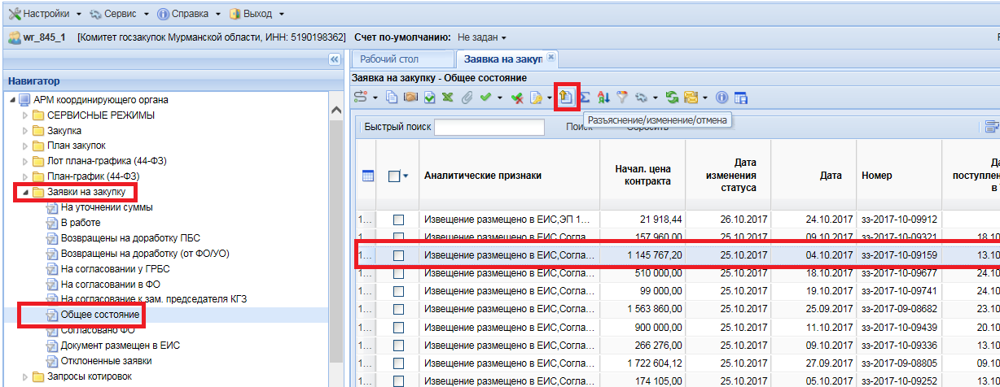 Настройки Сервис Справка Выход
wr_845_1 [Комитет госзакупок Мурманской области, ИНН: 5190198362] Счет по-умолчанию: Не задан
Навигатор
АРМ координирующего органа
СЕРВИСНЫЕ РЕЖИМЫ
Закупка
План закупок
Лот плана-графика (44-ФЗ)
План-график (44-ФЗ)
Заявки на закупку
На уточнении суммы
В работе
Возвращены на доработку ПБС
Возвращены на доработку (от ФО/УО)
На согласовании у ГРБС
На согласовании в ФО
На согласование к зам. председателя КГЗ
Общее состояние
Согласовано ФО
Документ размещен в ЕИС
Отклоненные заявки
Запросы котировок
Рабочий стол Заявка на закуп
Заявка на закупку - Общее состояние
Разъяснение/изменение/отмена
Быстрый поиск Поиск Сбросить
Аналитические признаки Начал. цена контракта Дата изменения статуса Дата Номер
1... Извещение размещено в ЕИС,ЭП 1... 21 918,44 26.10.2017 24.10.2017 зз-2017-10-09912
1... Извещение размещено в ЕИС,Согла... 157 960,00 25.10.2017 09.10.2017 зз-2017-10-09321 18.10
1... Извещение размещено в ЕИС,Согла... 1 145 767,20 25.10.2017 04.10.2017 зз-2017-10-09159 13.10
1... Извещение размещено в ЕИС,Согла... 510 000,00 25.10.2017 18.10.2017 зз-2017-10-09677 24.10
1... Извещение размещено в ЕИС,Согла... 99 000,00 25.10.2017 19.10.2017 зз-2017-10-09741 24.10
1... Извещение размещено в ЕИС,Согла... 1 563 860,00 25.10.2017 25.09.2017 зз-2017-09-08682 23.10
1... Извещение размещено в ЕИС,Согла... 900 000,00 25.10.2017 11.10.2017 зз-2017-10-09439 20.10
1... Извещение размещено в ЕИС,Согла... 266 276,00 25.10.2017 09.10.2017 зз-2017-10-09336 13.10
1... Извещение размещено в ЕИС,Согла... 1 722 604,12 25.10.2017 27.09.2017 зз-2017-09-08805 09.10
1... Извещение размещено в ЕИС,Согла... 174 105,00 25.10.2017 05.10.2017 зз-2017-10-09252 13.10